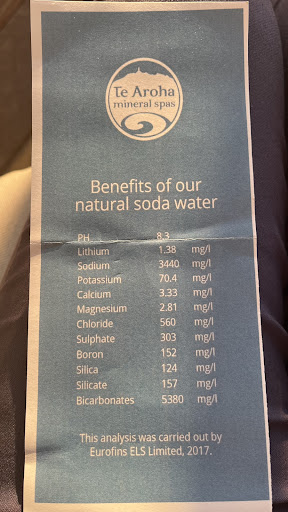 Te Aroha
mineral spas
Benefits of our
natural soda water
PH 8.3
Lithium 1.38 mg/l
Sodium 3440 mg/l
Potassium 70.4 mg/l
Calcium 3.33 mg/l
Magnesium 2.81 mg/l
Chloride 560 mg/l
Sulphate 303 mg/l
Boron 152 mg/l
Silica 124 mg/l
Silicate 157 mg/l
Bicarbonates 5380 mg/l
This analysis was carried out by
Eurofins ELS Limited, 2017.